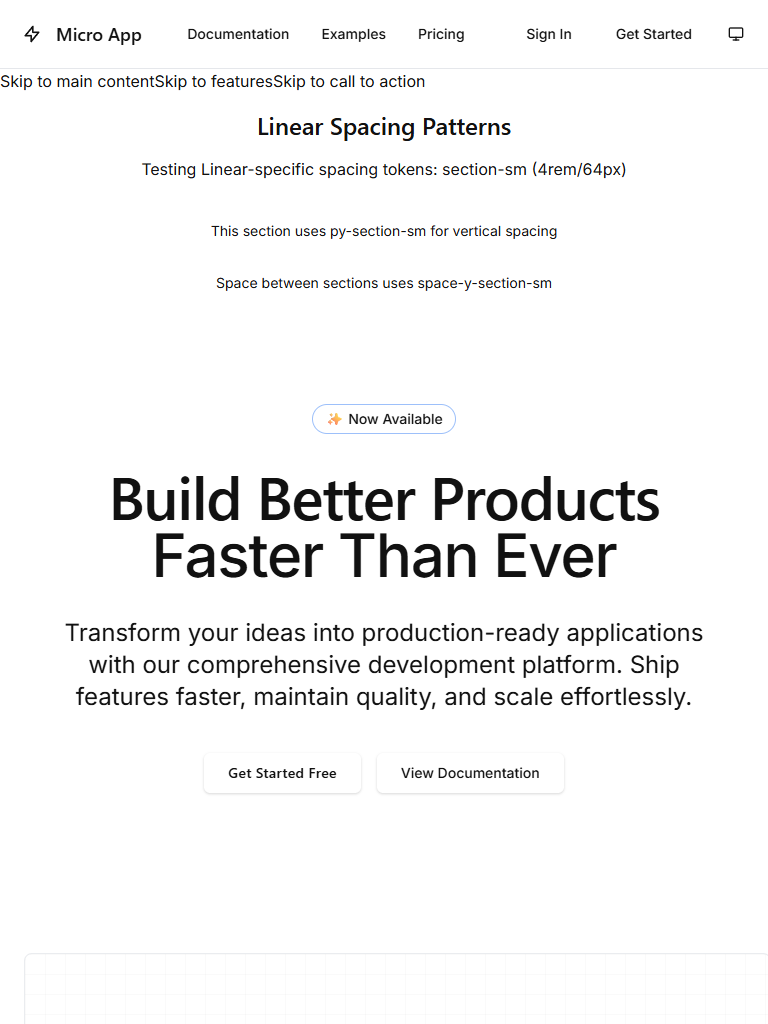 Micro App Documentation Examples Pricing Sign In Get Started
Skip to main contentSkip to featuresSkip to call to action
Linear Spacing Patterns
Testing Linear-specific spacing tokens: section-sm (4rem/64px)
This section uses py-section-sm for vertical spacing
Space between sections uses space-y-section-sm
✨ Now Available
Build Better Products
Faster Than Ever
Transform your ideas into production-ready applications
with our comprehensive development platform. Ship
features faster, maintain quality, and scale effortlessly.
Get Started Free View Documentation